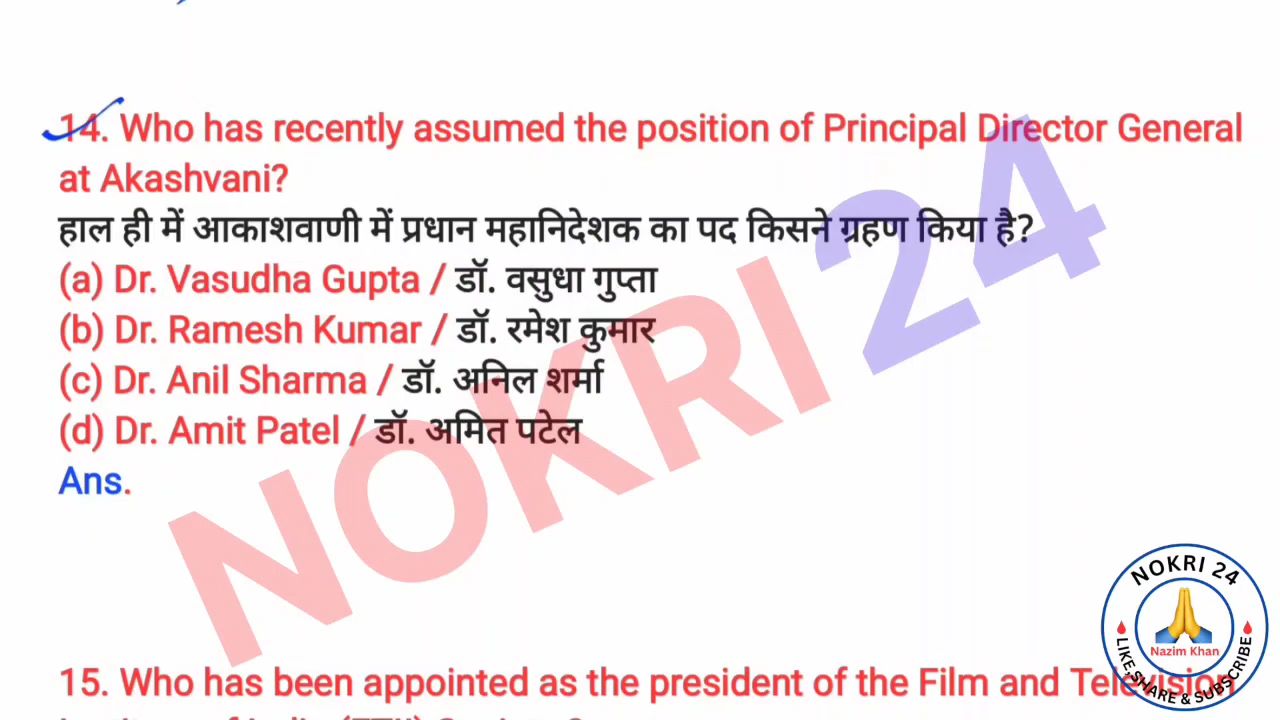 14. Who has recently assumed the position of Principal Director General
at Akashvani?
हाल ही में आकाशवाणी में प्रधान महानिदेशक का पद किसने ग्रहण किया है?
(a) Dr. Vasudha Gupta / डॉ. वसुधा गुप्ता
(b) Dr. Ramesh Kumar / डॉ. रमेश कुमार
(c) Dr. Anil Sharma / डॉ. अनिल शर्मा
(d) Dr. Amit Patel / डॉ. अमित पटेल
Ans.
NOKRI 24
NOKRI 24
Nazim Khan
LIKE,SHARE & SUBSCRIBE
15. Who has been appointed as the president of the Film and Television